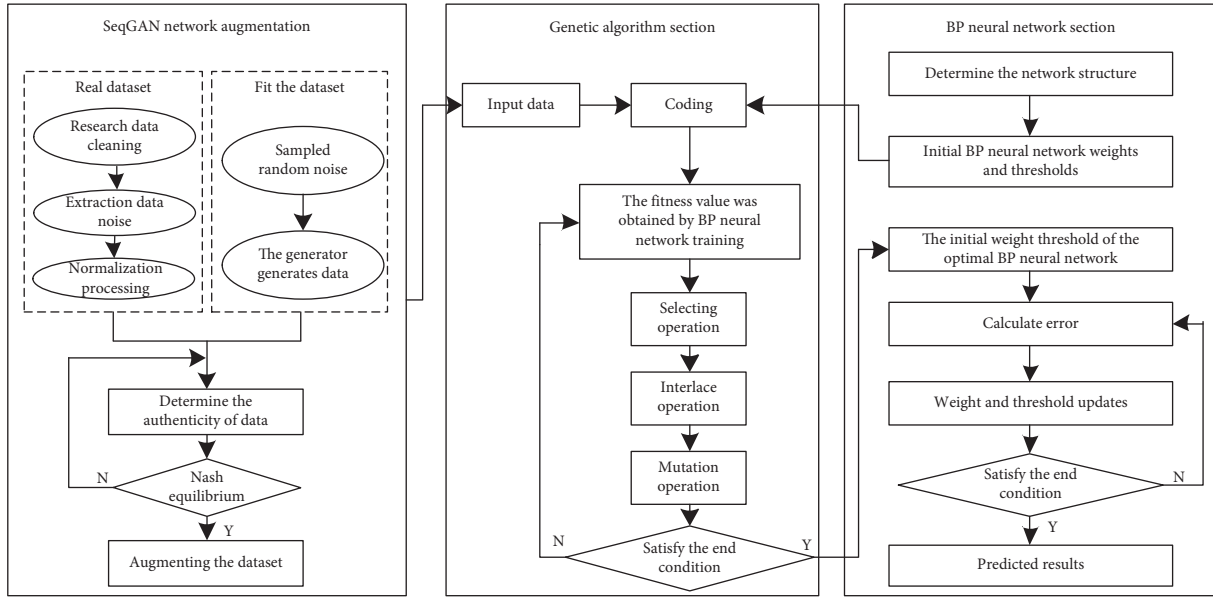 SeqGAN network augmentation
Real dataset
Research data
cleaning
Extraction data
noise
Normalization
processing
Fit the dataset
Sampled
random noise
The generator
generates data
Determine the
authenticity of data
Nash
equilibrium
N
Y
Augmenting the dataset
Genetic algorithm section
Input data
Coding
The fitness value was
obtained by BP neural
network training
Selecting
operation
Interlace
operation
Mutation
operation
Satisfy the end
condition
N
Y
BP neural network section
Determine the network structure
Initial BP neural network weights
and thresholds
The initial weight threshold of the
optimal BP neural network
Calculate error
Weight and threshold updates
Satisfy the end
condition
N
Y
Predicted results